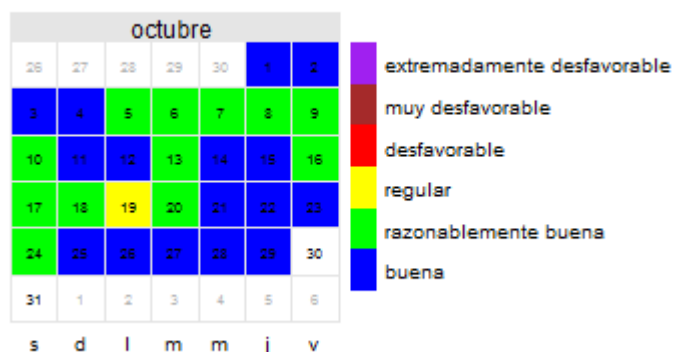 octubre
26 27 28 29 30 1 2
3 4 5 6 7 8 9
10 11 12 13 14 15 16
17 18 19 20 21 22 23
24 25 26 27 28 29 30
31 1 2 3 4 5 6
s d l m m j v
extremadamente desfavorable
muy desfavorable
desfavorable
regular
razonablemente buena
buena